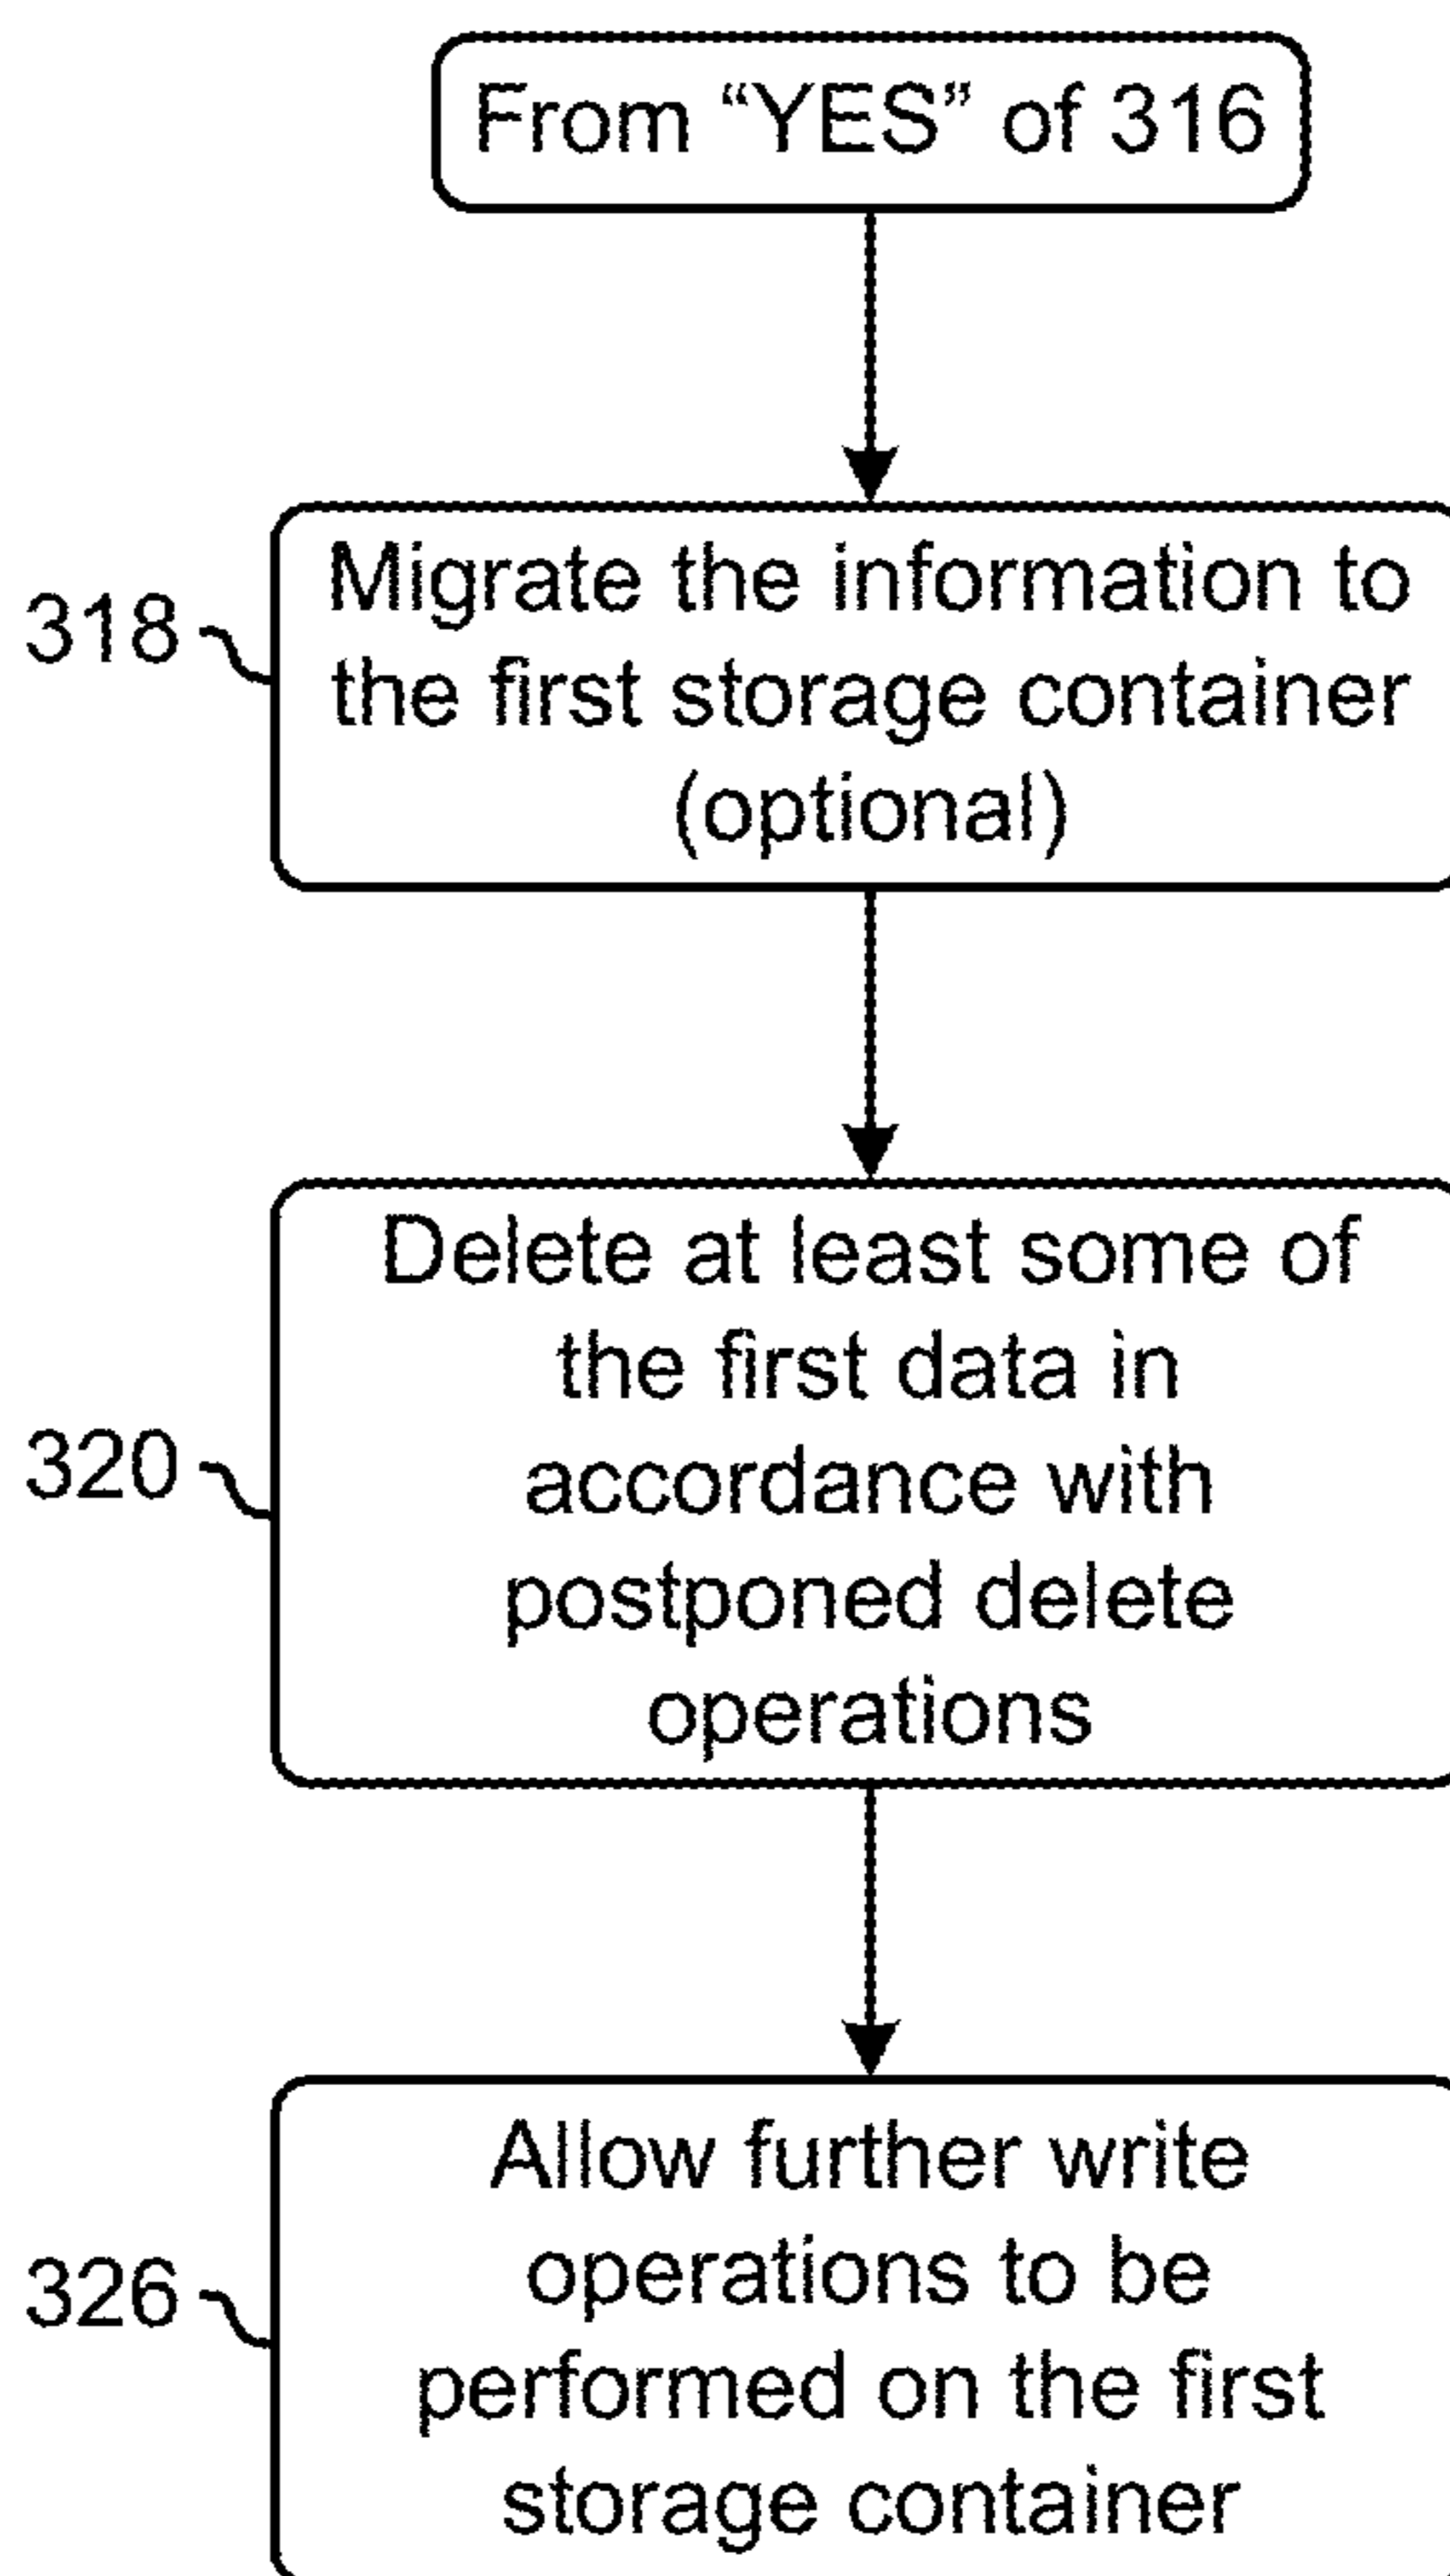 From “YES” of 316
318
Migrate the information to
the first storage container
(optional)
320
Delete at least some of
the first data in
accordance with
postponed delete
operations
326
Allow further write
operations to be
performed on the first
storage container